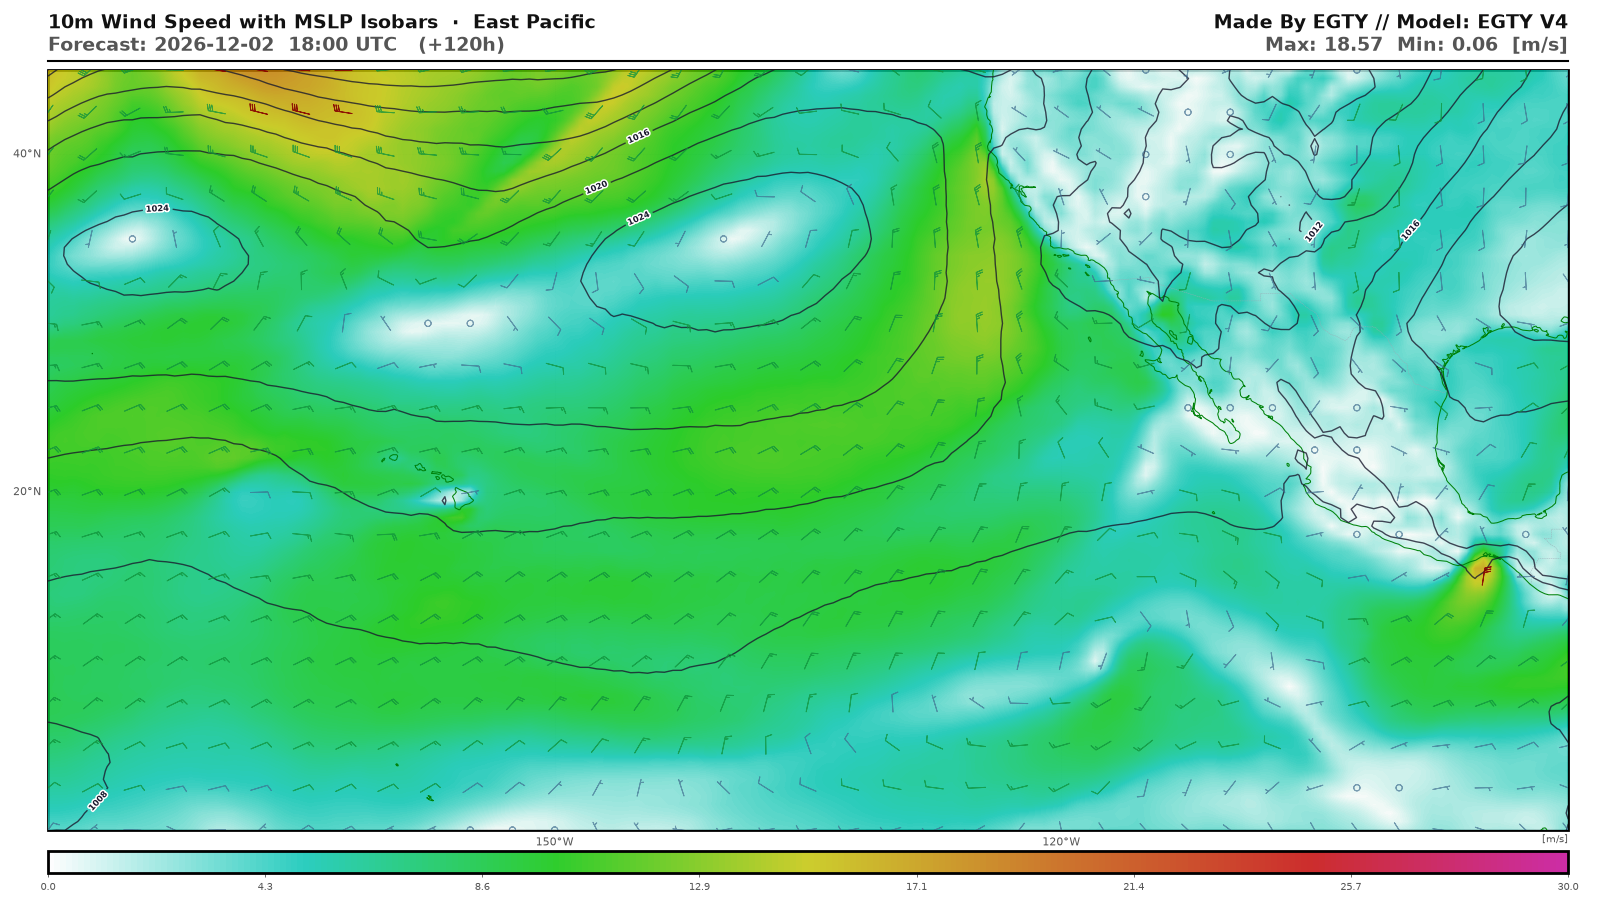 10m Wind Speed with MSLP Isobars · East Pacific
Made By EGTY // Model: EGTY V4
Forecast: 2026-12-02 18:00 UTC (+120h)
Max: 18.57 Min: 0.06 [m/s]
1016
40°N
1020
1024
1024
1012
1016
20°N
1008
150°W
120°W
[m/s]
0.0
4.3
8.6
12.9
17.1
21.4
25.7
30.0